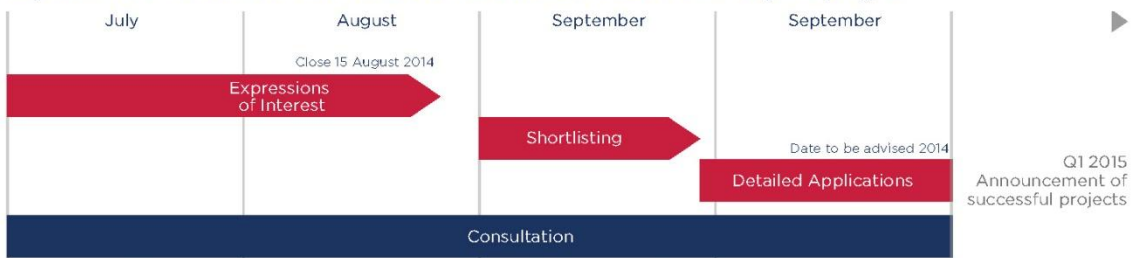 July
August
September
September
Close 15 August 2014
Expressions
of Interest
Shortlisting
Date to be advised 2014
Detailed Applications
Q1 2015
Announcement of
successful projects
Consultation